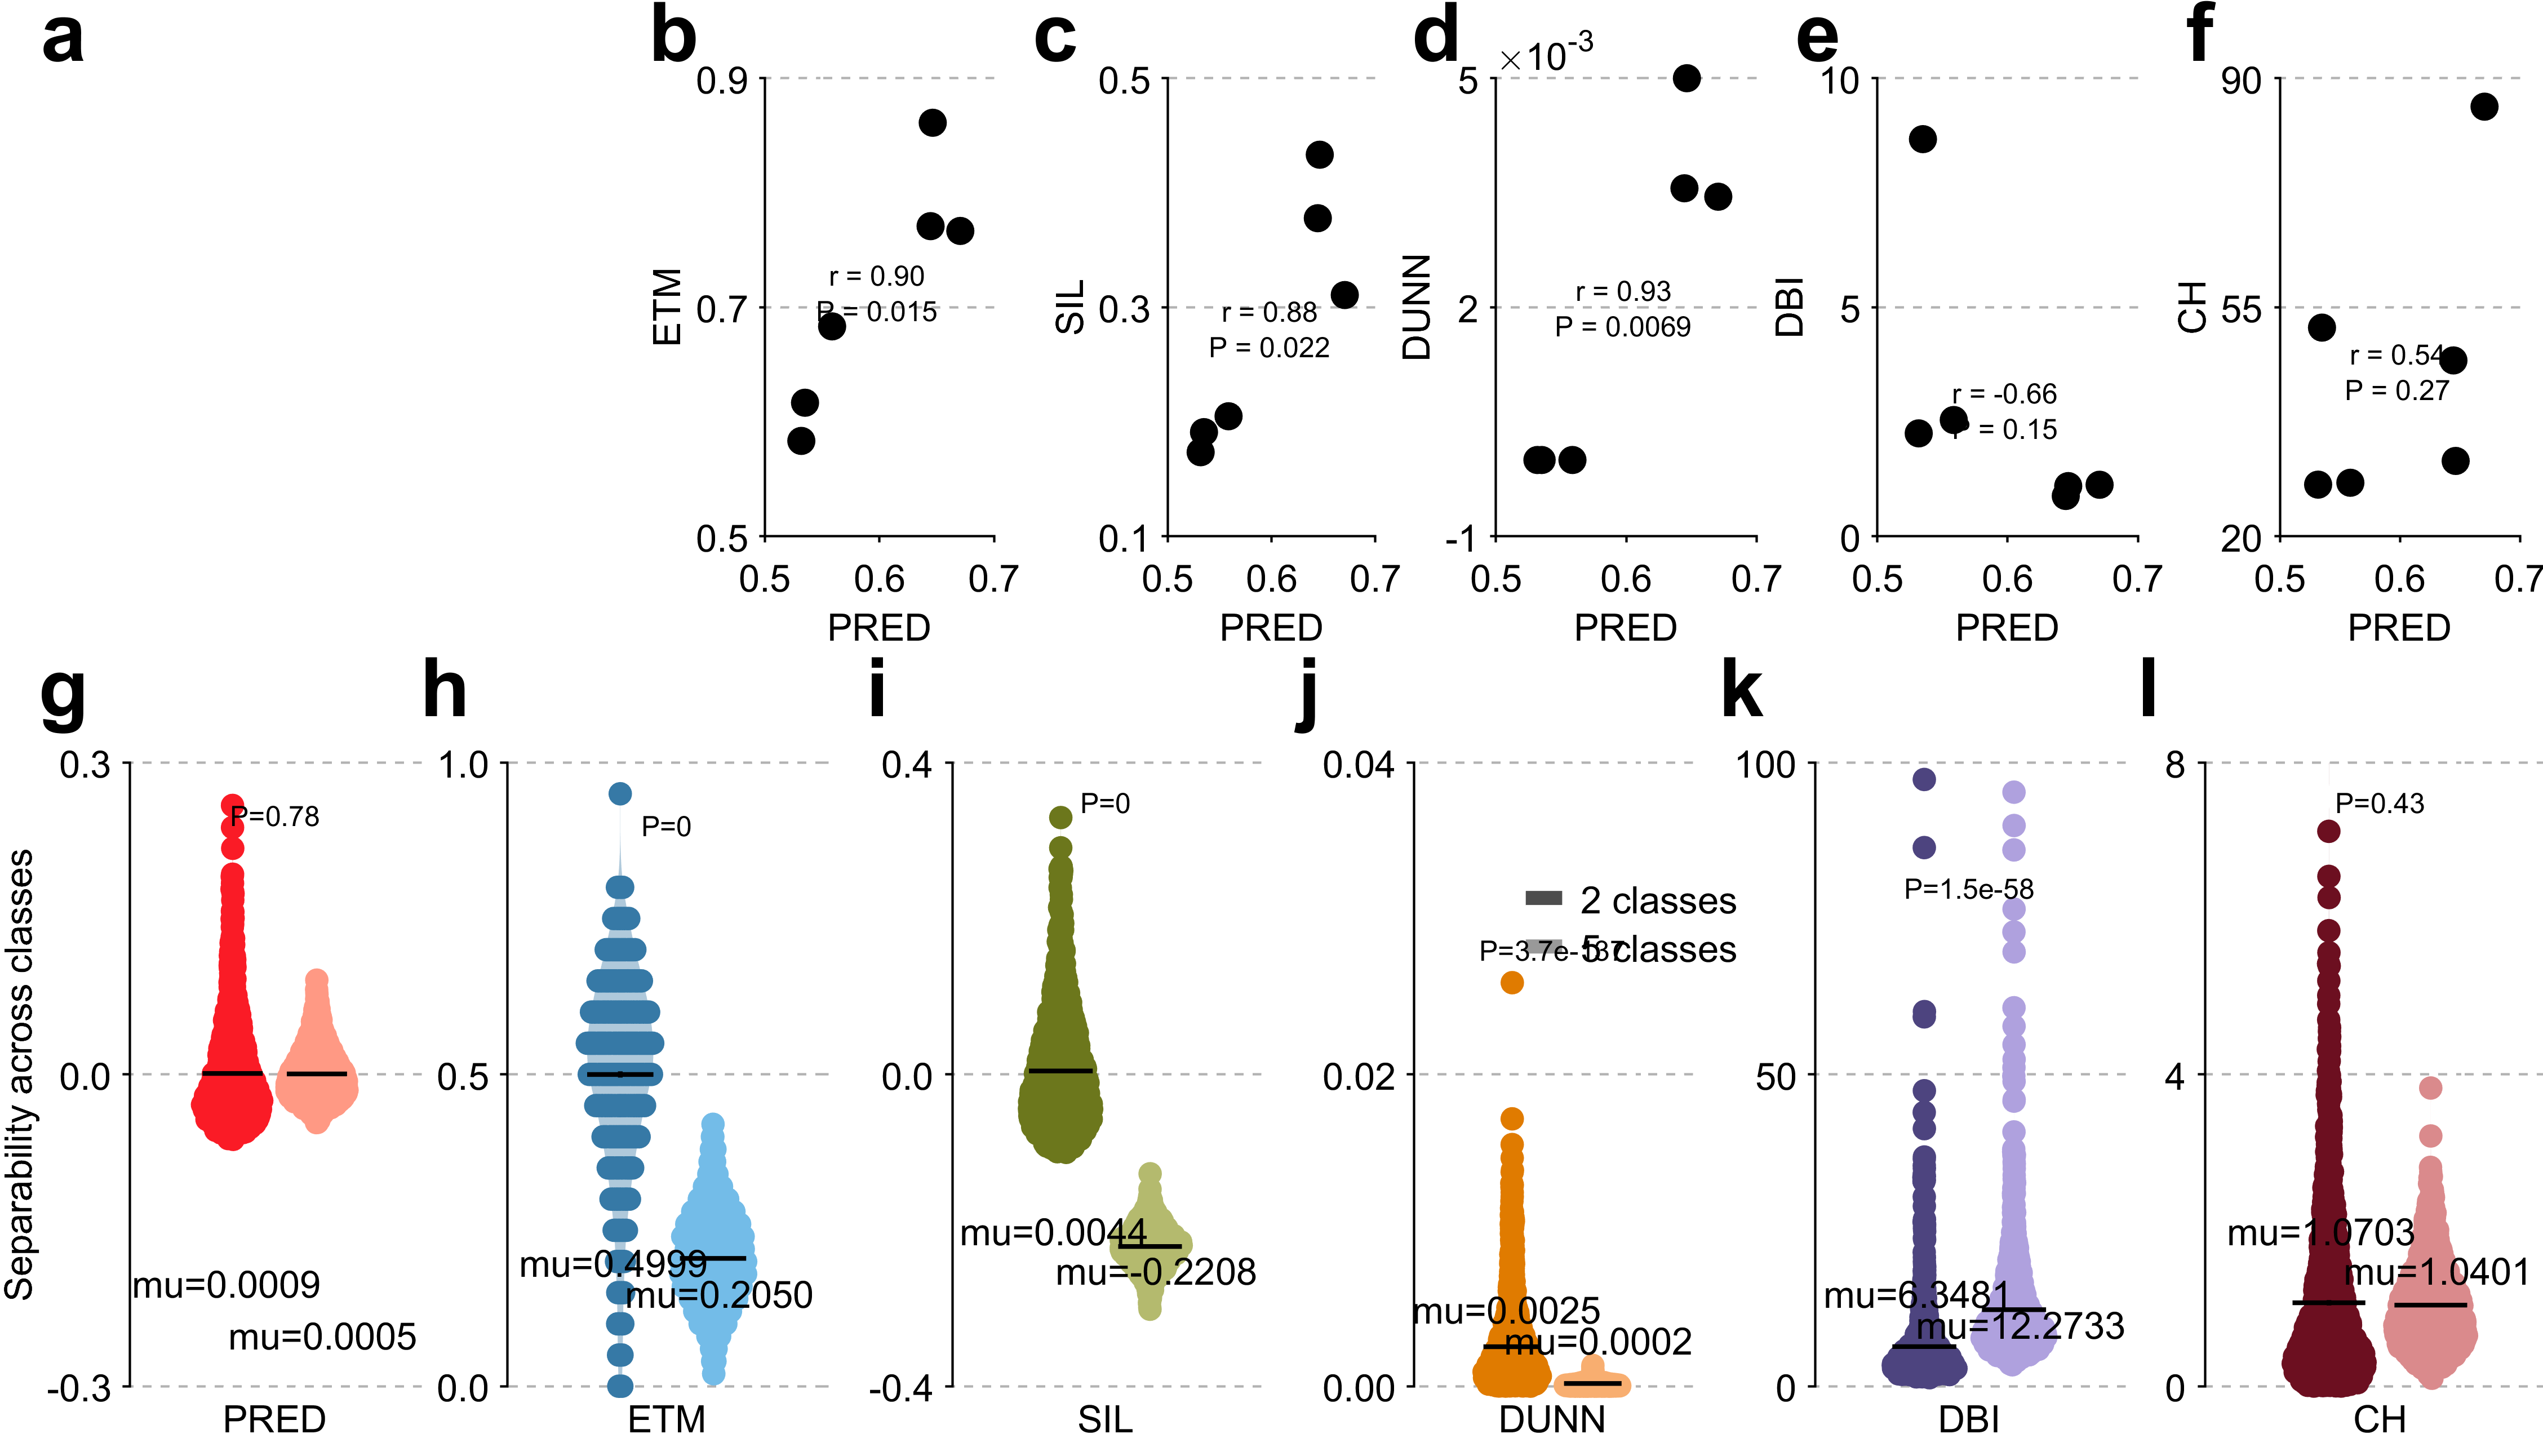 a
b
c
d
e
f
×10-3
0.9
0.7
0.5
ETM
r = 0.90
P = 0.015
0.5 0.6 0.7
PRED
0.5
0.3
0.1
SIL
r = 0.88
P = 0.022
0.5 0.6 0.7
PRED
5
2
-1
DUNN
r = 0.93
P = 0.0069
0.5 0.6 0.7
PRED
10
5
0
DBI
r = -0.66
P = 0.15
0.5 0.6 0.7
PRED
90
55
20
CH
r = 0.54
P = 0.27
0.5 0.6 0.7
PRED
g
h
i
j
k
l
Separability across classes
0.3
0.0
-0.3
P=0.78
mu=0.0009
mu=0.0005
PRED
1.0
0.5
0.0
P=0
mu=0.4999
mu=0.2050
ETM
0.4
0.0
-0.4
P=0
mu=0.0044
mu=-0.2208
SIL
0.04
0.02
0.00
2 classes
5 classes
mu=0.0025
mu=0.0002
DUNN
100
50
0
P=1.5e-58
mu=6.3481
mu=12.2733
DBI
8
4
0
P=0.43
mu=1.0703
mu=1.0401
CH